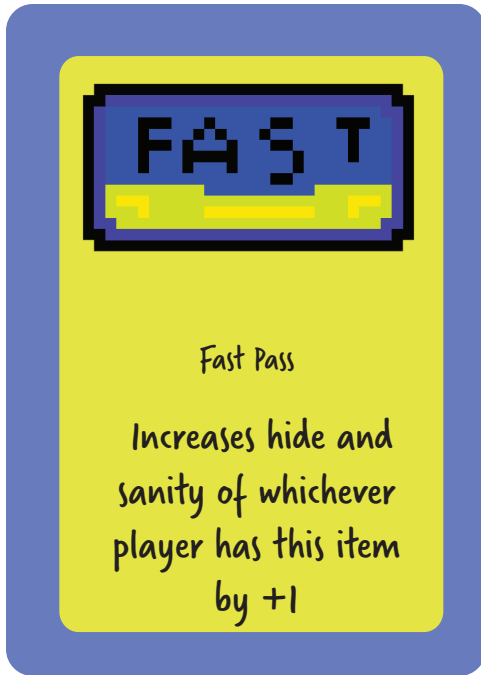 FAST
Fast Pass
Increases hide and
sanity of whichever
player has this item
by +1